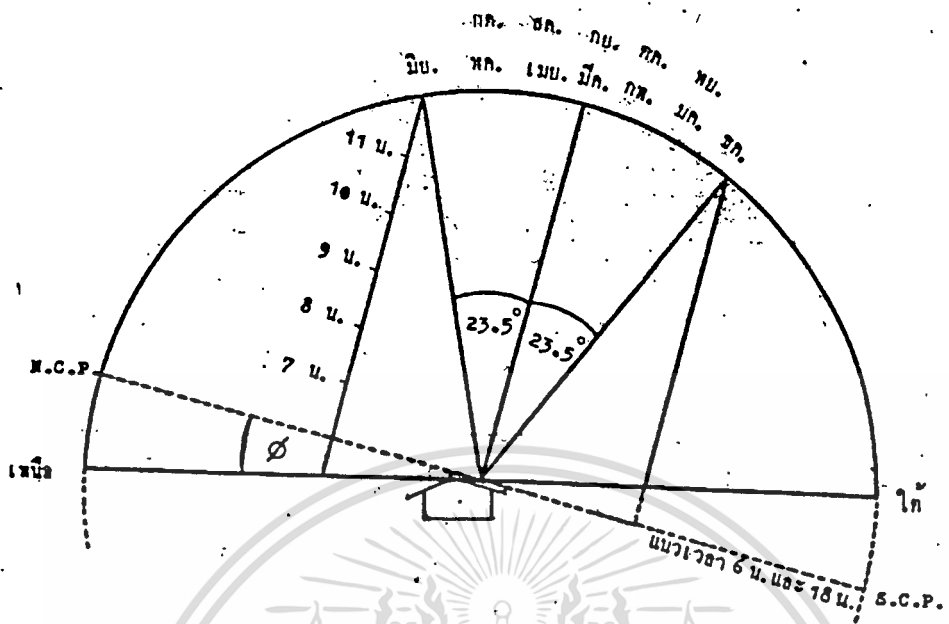 กค. สค. กย. ตค. พย.
มิย. พค. เมย. มีค. กพ. มค. ธค.
11 น.
10 น.
9 น.
8 น.
7 น.
23.5° 23.5°
N.C.P
Ø
เหนือ
ใต้
แนวเวลา 6 น. และ 18 น.
S.C.P.